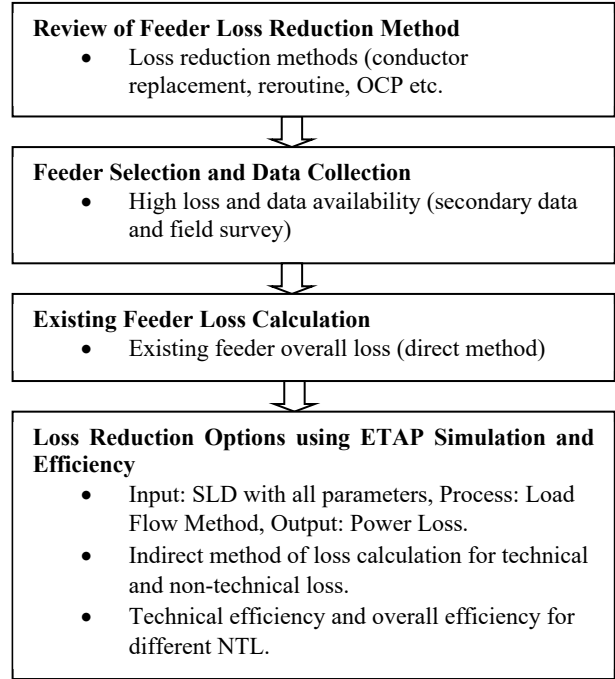 Review of Feeder Loss Reduction Method
• Loss reduction methods (conductor
replacement, reroutine, OCP etc.
Feeder Selection and Data Collection
• High loss and data availability (secondary data
and field survey)
Existing Feeder Loss Calculation
• Existing feeder overall loss (direct method)
Loss Reduction Options using ETAP Simulation and
Efficiency
• Input: SLD with all parameters, Process: Load
Flow Method, Output: Power Loss.
• Indirect method of loss calculation for technical
and non-technical loss.
• Technical efficiency and overall efficiency for
different NTL.